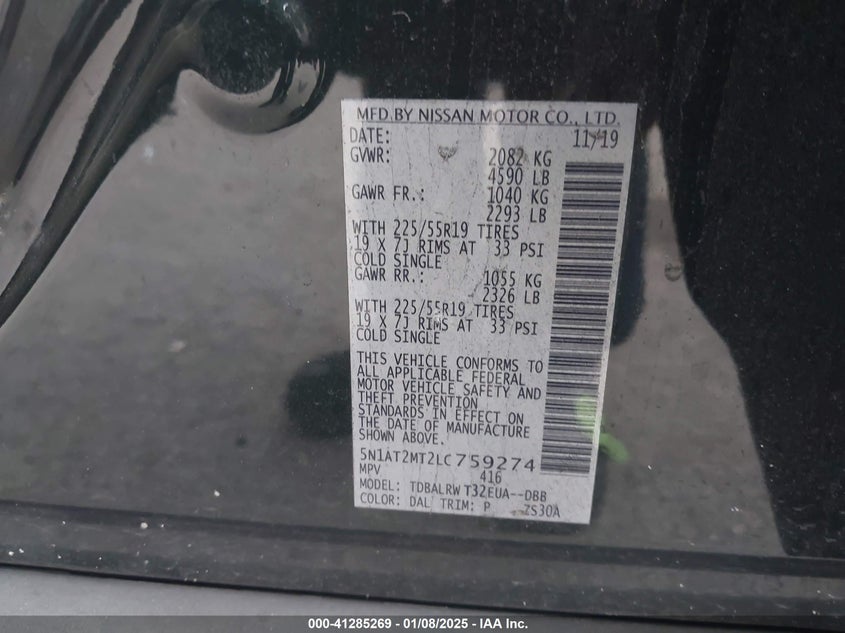 MFD.BY NISSAN MOTOR CO., LTD.
DATE: 11/19
GVWR: 2082 KG
4590 LB
GAWR FR.: 1040 KG
2293 LB
WITH 225/55R19 TIRES
19 X 7J RIMS AT 33 PSI
COLD SINGLE
GAWR RR.: 1055 KG
2326 LB
WITH 225/55R19 TIRES
19 X 7J RIMS AT 33 PSI
COLD SINGLE
THIS VEHICLE CONFORMS TO
ALL APPLICABLE FEDERAL
MOTOR VEHICLE SAFETY AND
THEFT PREVENTION
STANDARDS IN EFFECT ON
THE DATE OF MANUFACTURE
SHOWN ABOVE.
5N1AT2MT2LC759274
MPV 416
MODEL: TDBALRW T32EUA--DBB
COLOR: DAL TRIM: P ZS30A
000-41285269 - 01/08/2025 - IAA Inc.